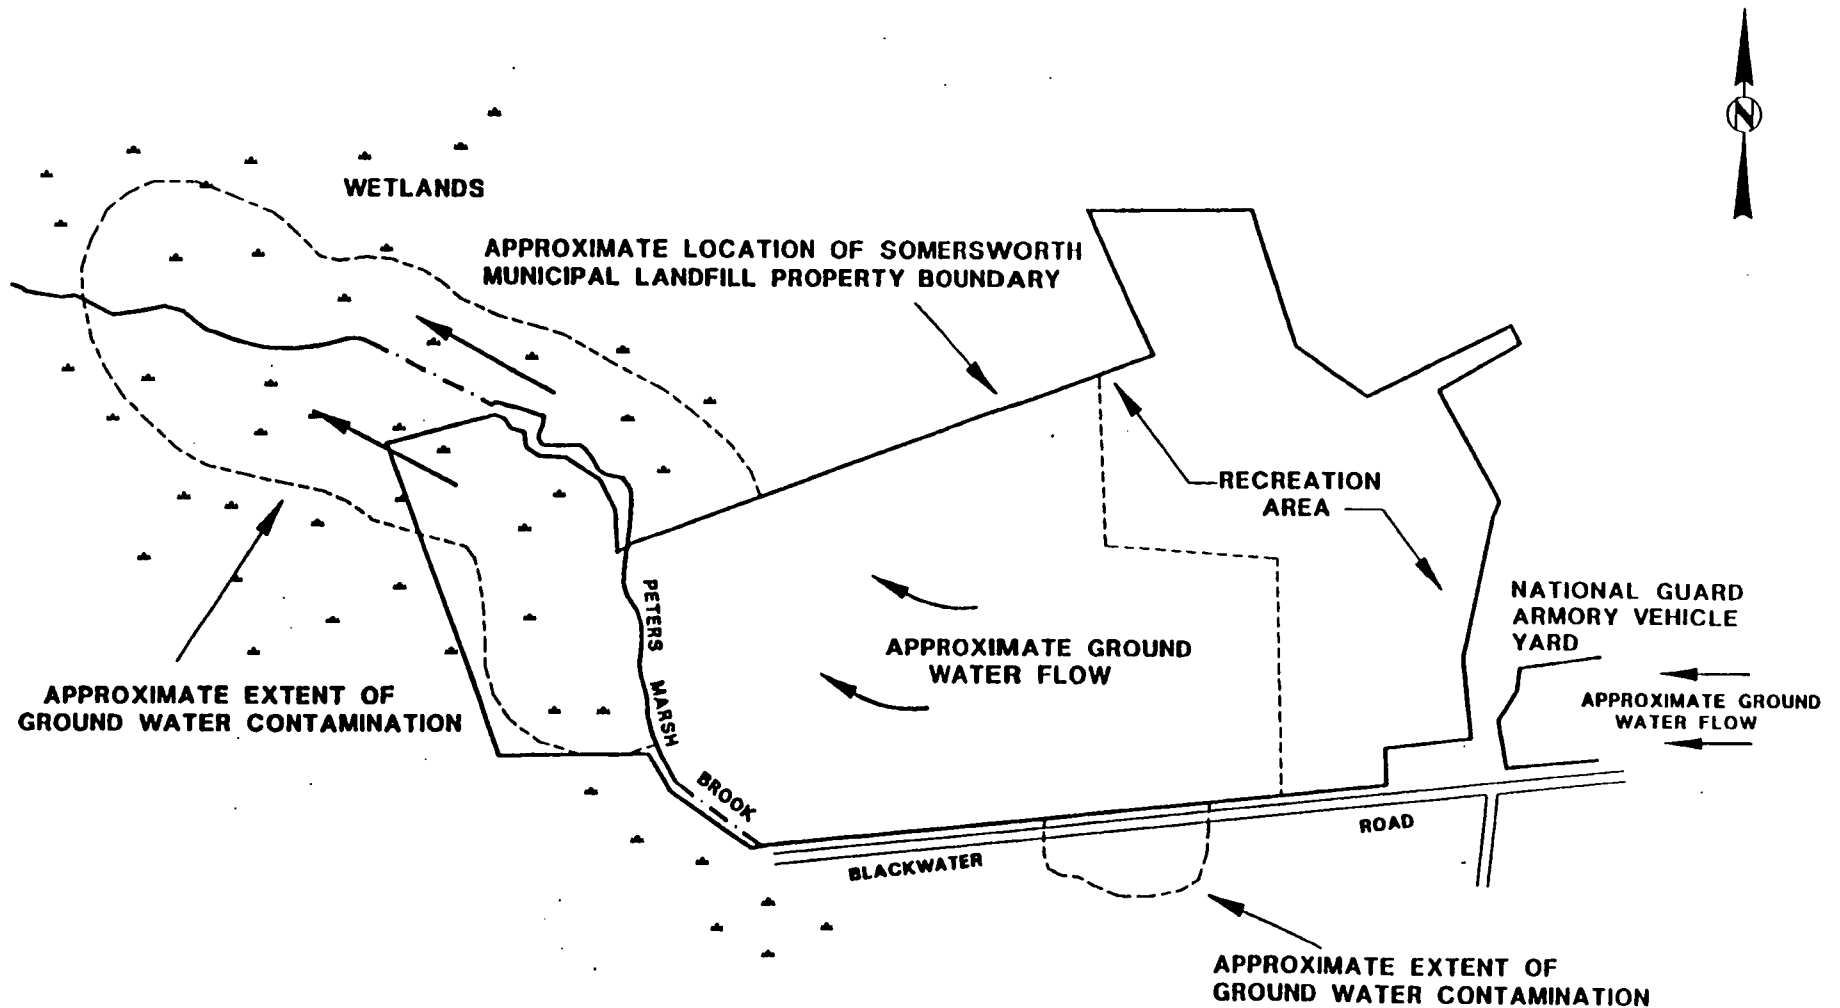 N
WETLANDS
APPROXIMATE LOCATION OF SOMERSWORTH
MUNICIPAL LANDFILL PROPERTY BOUNDARY
RECREATION
AREA
NATIONAL GUARD
ARMORY VEHICLE
YARD
PETERS MARSH
BROOK
APPROXIMATE GROUND
WATER FLOW
APPROXIMATE GROUND
WATER FLOW
APPROXIMATE EXTENT OF
GROUND WATER CONTAMINATION
BLACKWATER ROAD
APPROXIMATE EXTENT OF
GROUND WATER CONTAMINATION